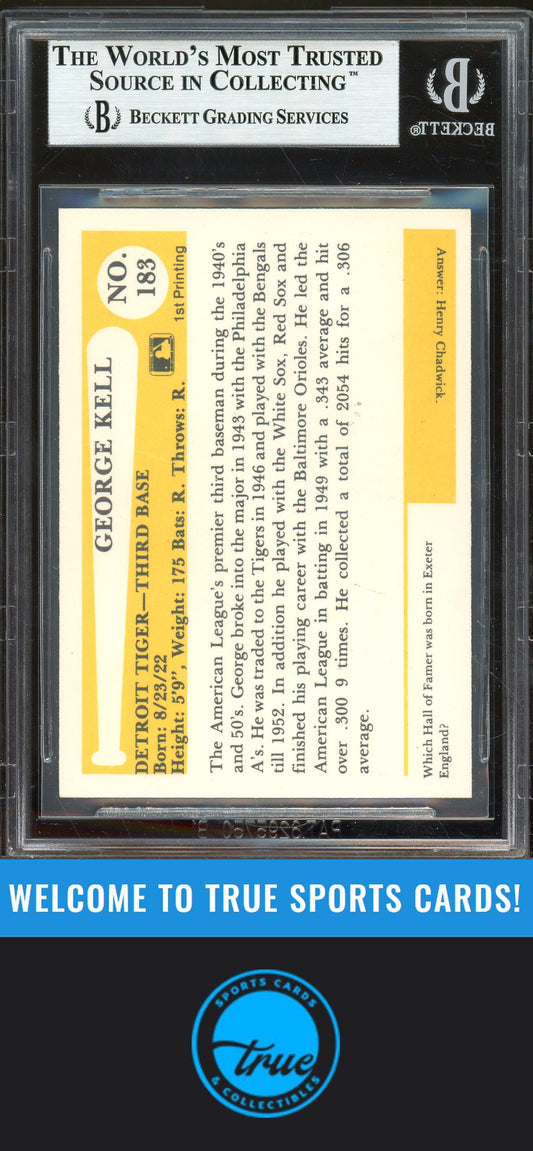 THE WORLD'S MOST TRUSTED
SOURCE IN COLLECTING™
B BECKETT GRADING SERVICES
B
BECKETT®
NO.
183
GEORGE KELL
1st Printing
DETROIT TIGER—THIRD BASE
Born: 8/23/22
Height: 5'9", Weight: 175 Bats: R. Throws: R.
The American League's premier third baseman during the 1940's
and 50's. George broke into the major in 1943 with the Philadelphia
A's. He was traded to the Tigers in 1946 and played with the Bengals
till 1952. In addition he played with the White Sox, Red Sox and
finished his playing career with the Baltimore Orioles. He led the
American League in batting in 1949 with a .343 average and hit
over .300 9 times. He collected a total of 2054 hits for a .306
average.
Which Hall of Famer was born in Exeter
England?
Answer: Henry Chadwick.
WELCOME TO TRUE SPORTS CARDS!
SPORTS CARDS
true
& COLLECTIBLES